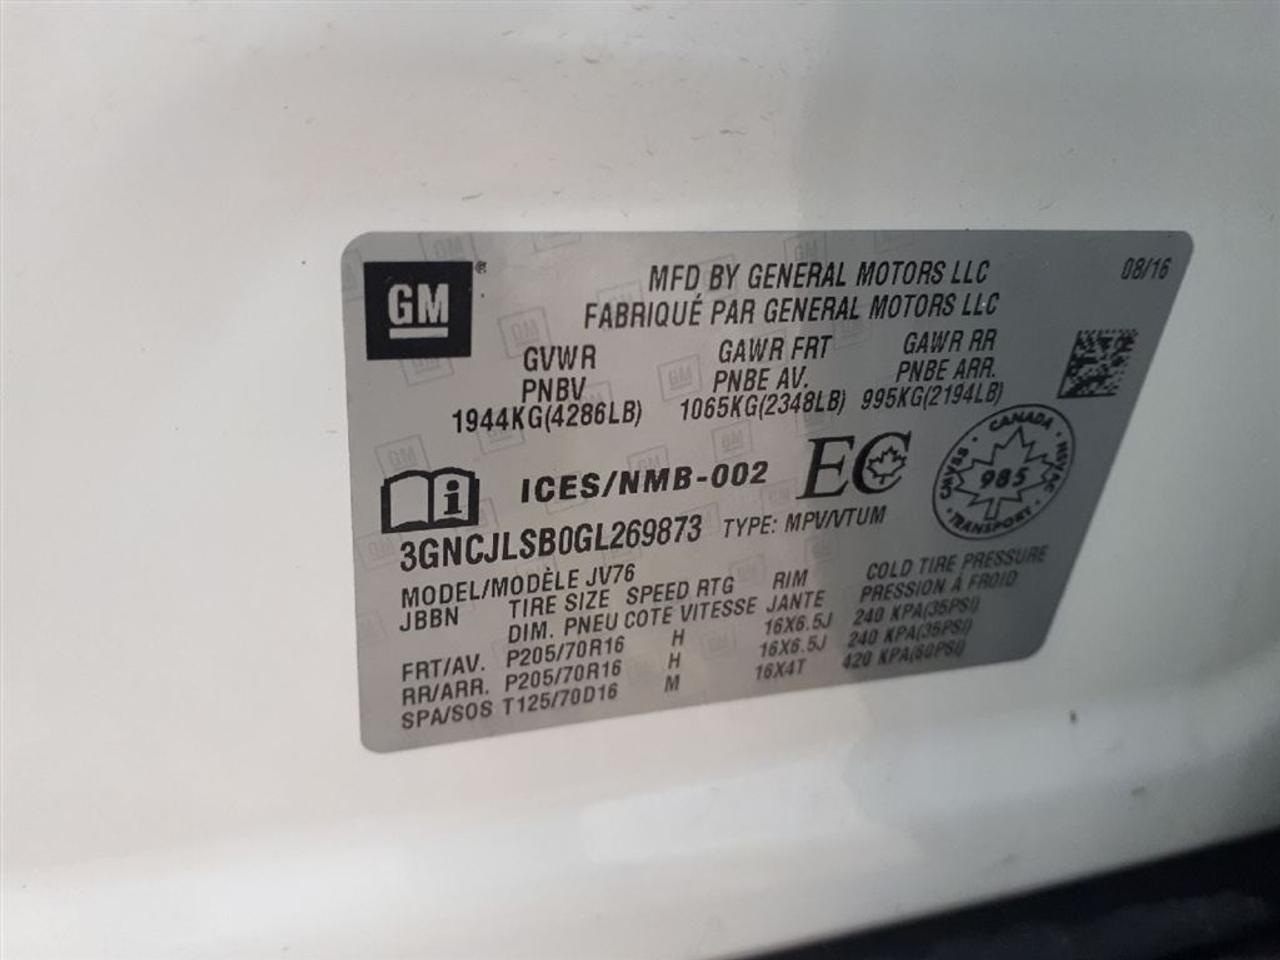 GM
MFD BY GENERAL MOTORS LLC 08/16
FABRIQUÉ PAR GENERAL MOTORS LLC
GVWR GAWR FRT GAWR RR
PNBV PNBE AV. PNBE ARR.
1944KG(4286LB) 1065KG(2348LB) 995KG(2194LB)
ICES/NMB-002 EC
CANADA
CMVSS 985 NSVAC
TRANSPORT
3GNCJLSB0GL269873 TYPE: MPV/VTUM
MODEL/MODÈLE JV76
JBBN TIRE SIZE SPEED RTG RIM COLD TIRE PRESSURE
DIM. PNEU COTE VITESSE JANTE PRESSION À FROID
FRT/AV. P205/70R16 H 16X6.5J 240 KPA(35PSI)
RR/ARR. P205/70R16 H 16X6.5J 240 KPA(35PSI)
SPA/SOS T125/70D16 M 16X4T 420 KPA(60PSI)